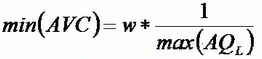 min(AVC) = w * 1 / max(AQ_L)